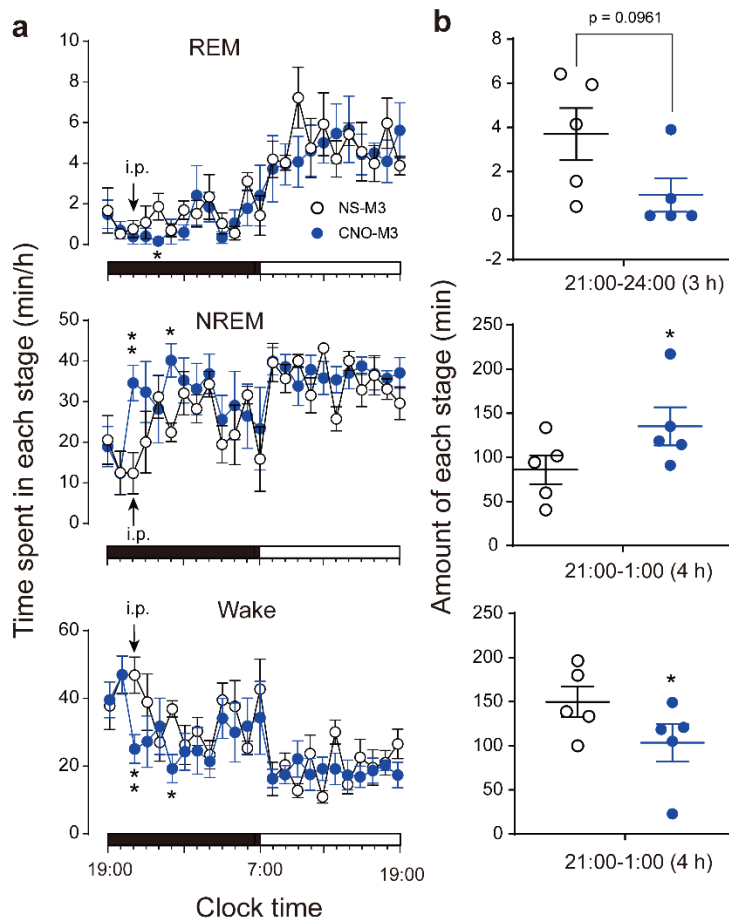 a
b
Time spent in each stage (min/h)
REM
10
8
6
4
2
0
i.p.
*
NS-M3
CNO-M3
NREM
50
40
30
20
10
0
*
*
*
i.p.
Wake
60
40
20
0
i.p.
*
*
*
19:00
7:00
19:00
Clock time
Amount of each stage (min)
p = 0.0961
8
6
4
2
0
-2
21:00-24:00 (3 h)
250
200
150
100
50
0
*
21:00-1:00 (4 h)
200
150
100
50
0
*
21:00-1:00 (4 h)